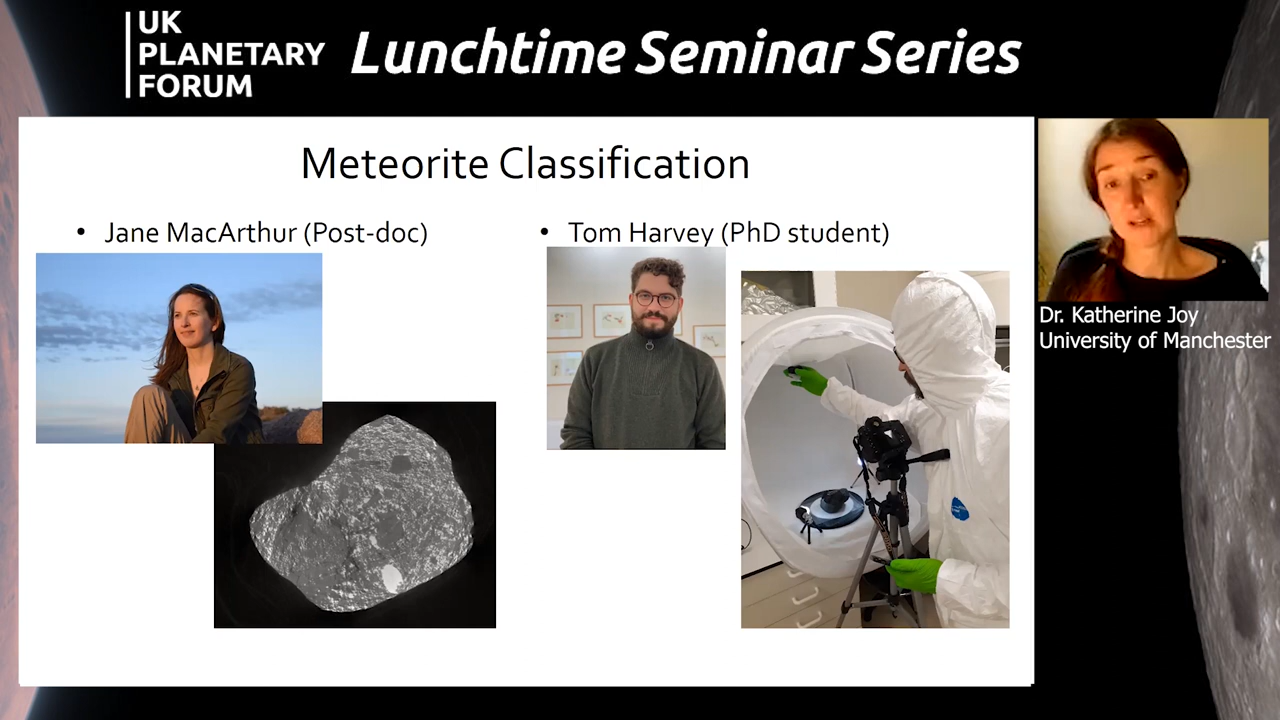 UK
PLANETARY
FORUM
Lunchtime Seminar Series
Meteorite Classification
• Jane MacArthur (Post-doc)
• Tom Harvey (PhD student)
Dr. Katherine Joy
University of Manchester